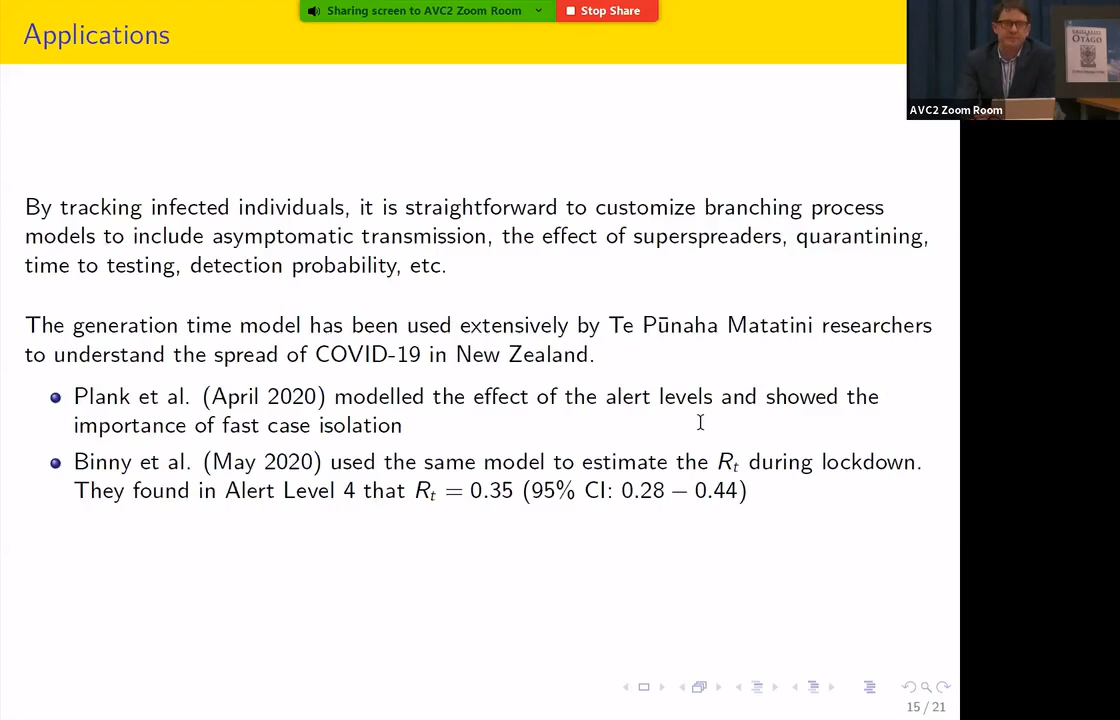 Applications
Sharing screen to AVC2 Zoom Room
Stop Share
UNIVERSITY
OTAGO
AVC2 Zoom Room
By tracking infected individuals, it is straightforward to customize branching process
models to include asymptomatic transmission, the effect of superspreaders, quarantining,
time to testing, detection probability, etc.
The generation time model has been used extensively by Te Pūnaha Matatini researchers
to understand the spread of COVID-19 in New Zealand.
Plank et al. (April 2020) modelled the effect of the alert levels and showed the
importance of fast case isolation
Binny et al. (May 2020) used the same model to estimate the Rt during lockdown.
They found in Alert Level 4 that Rt = 0.35 (95% CI: 0.28 − 0.44)
15 / 21